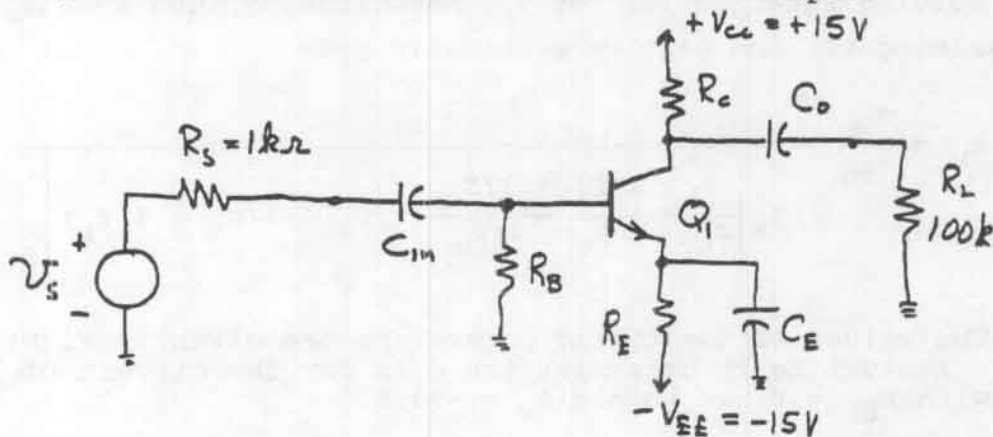 +Vcc = +15V
Rc
Co
Rs = 1kΩ
RL
100k
Q1
Cin
RB
RE
CE
vs
+
-
-VEE = -15V